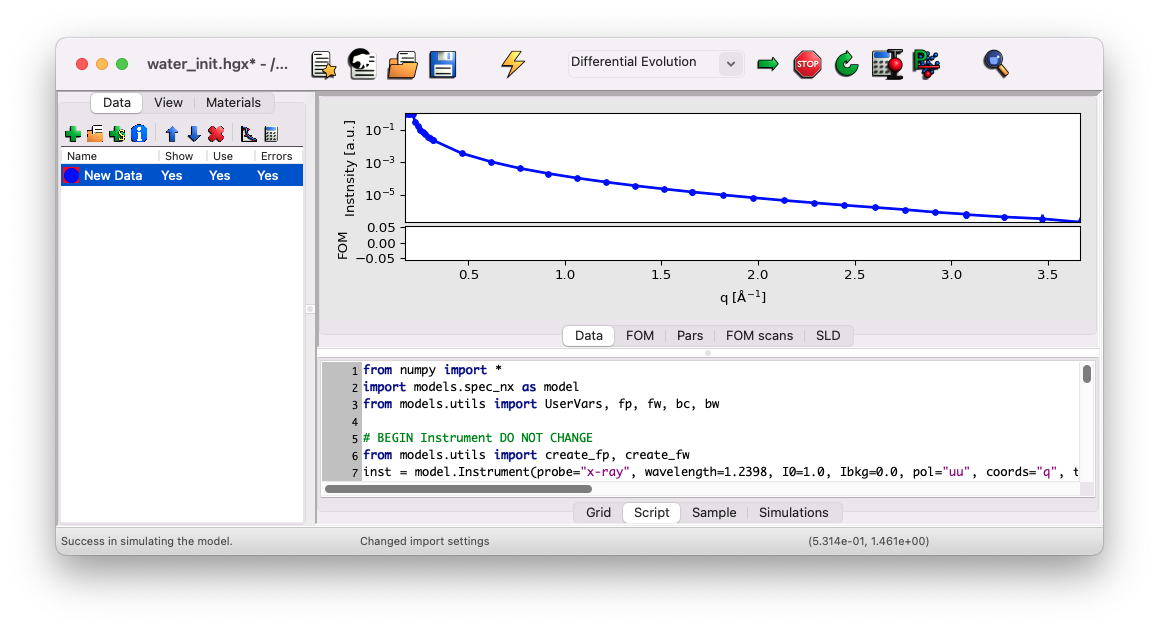 water_init.hgx* - /...
Differential Evolution
STOP
Data View Materials
Name Show Use Errors
New Data Yes Yes Yes
Instnsity [a.u.]
10⁻¹
10⁻³
10⁻⁵
FOM
0.05
0.00
−0.05
0.5 1.0 1.5 2.0 2.5 3.0 3.5
q [Å⁻¹]
Data FOM Pars FOM scans SLD
1 from numpy import *
2 import models.spec_nx as model
3 from models.utils import UserVars, fp, fw, bc, bw
4
5 # BEGIN Instrument DO NOT CHANGE
6 from models.utils import create_fp, create_fw
7 inst = model.Instrument(probe="x-ray", wavelength=1.2398, I0=1.0, Ibkg=0.0, pol="uu", coords="q", t
Grid Script Sample Simulations
Success in simulating the model. Changed import settings (5.314e-01, 1.461e+00)